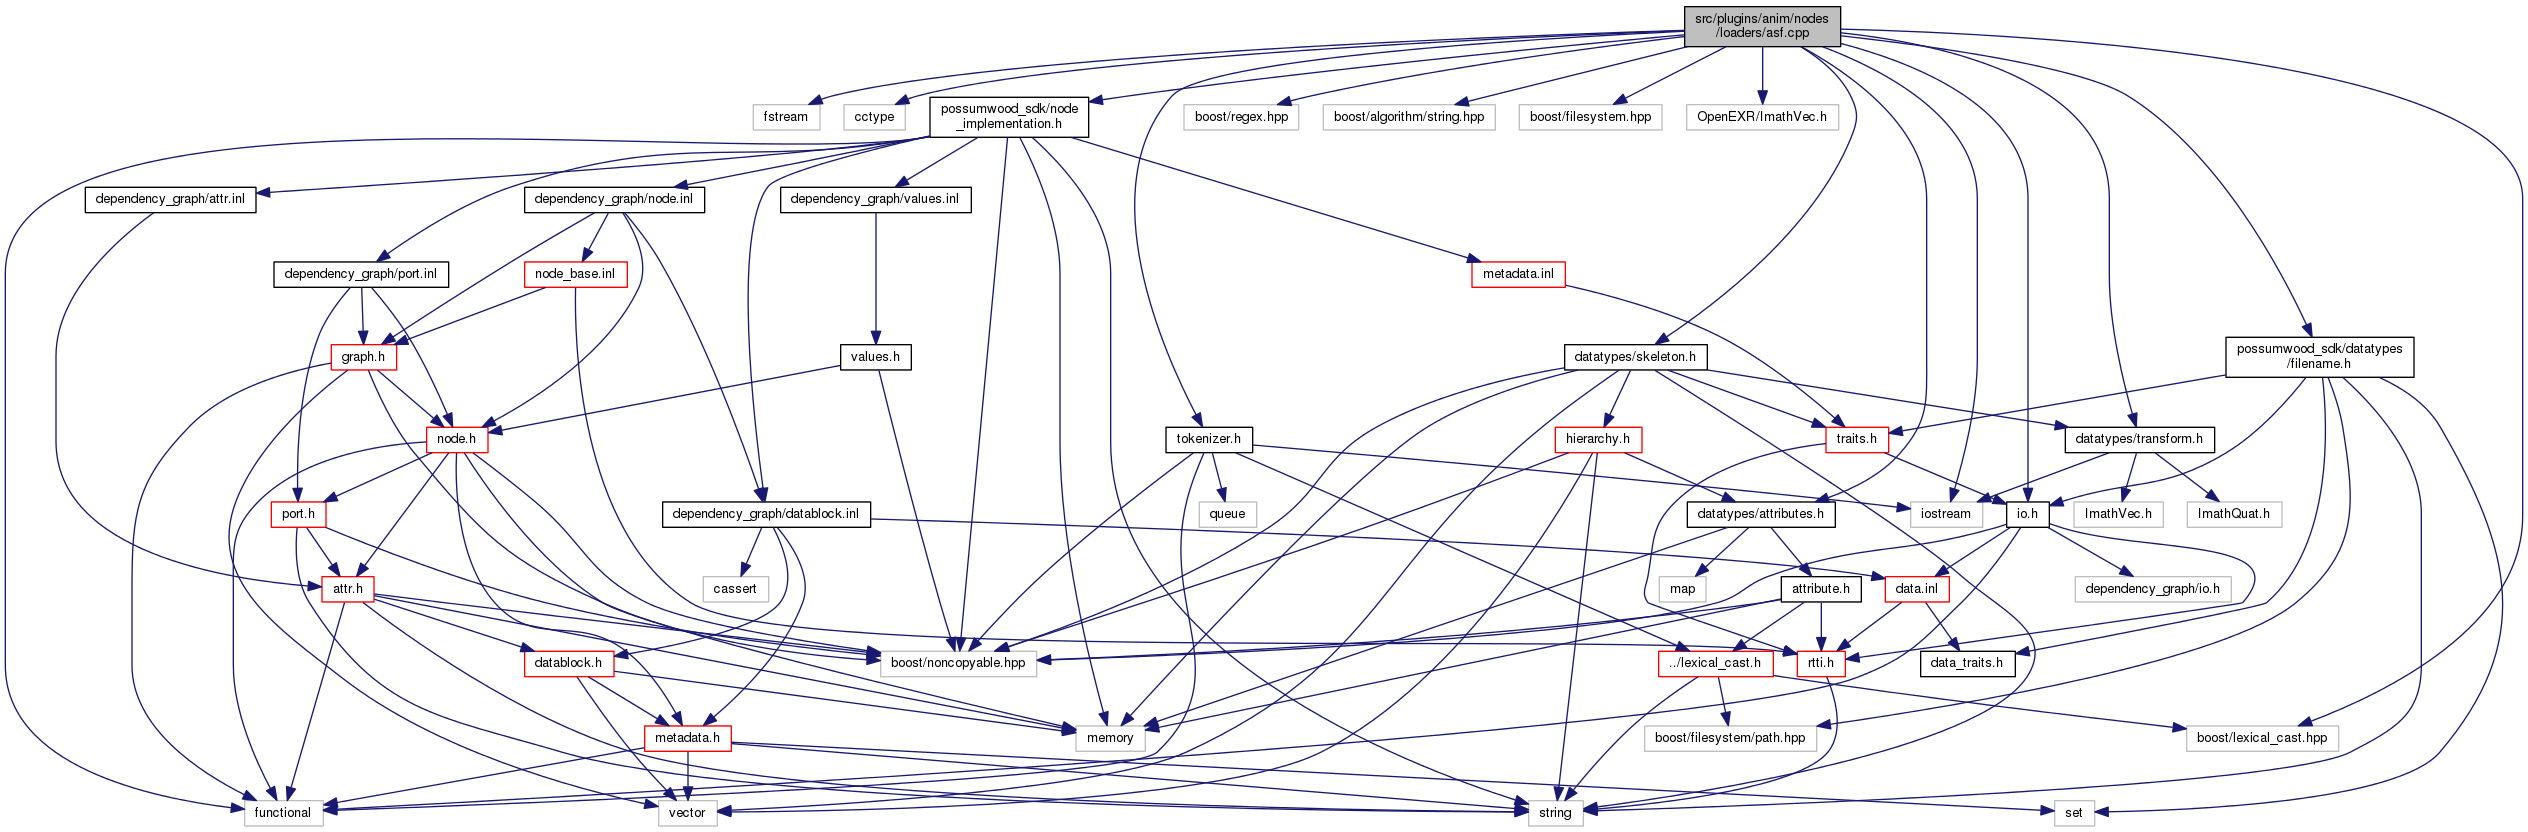 src/plugins/anim/nodes
/loaders/asf.cpp
fstream
cctype
possumwood_sdk/node
_implementation.h
boost/regex.hpp
boost/algorithm/string.hpp
boost/filesystem.hpp
OpenEXR/ImathVec.h
dependency_graph/attr.inl
dependency_graph/node.inl
dependency_graph/values.inl
dependency_graph/port.inl
node_base.inl
metadata.inl
graph.h
values.h
datatypes/skeleton.h
possumwood_sdk/datatypes
/filename.h
node.h
tokenizer.h
hierarchy.h
traits.h
datatypes/transform.h
port.h
dependency_graph/datablock.inl
queue
datatypes/attributes.h
iostream
io.h
ImathVec.h
ImathQuat.h
attr.h
cassert
map
attribute.h
data.inl
dependency_graph/io.h
datablock.h
boost/noncopyable.hpp
../lexical_cast.h
rtti.h
data_traits.h
metadata.h
memory
boost/filesystem/path.hpp
boost/lexical_cast.hpp
functional
vector
string
set